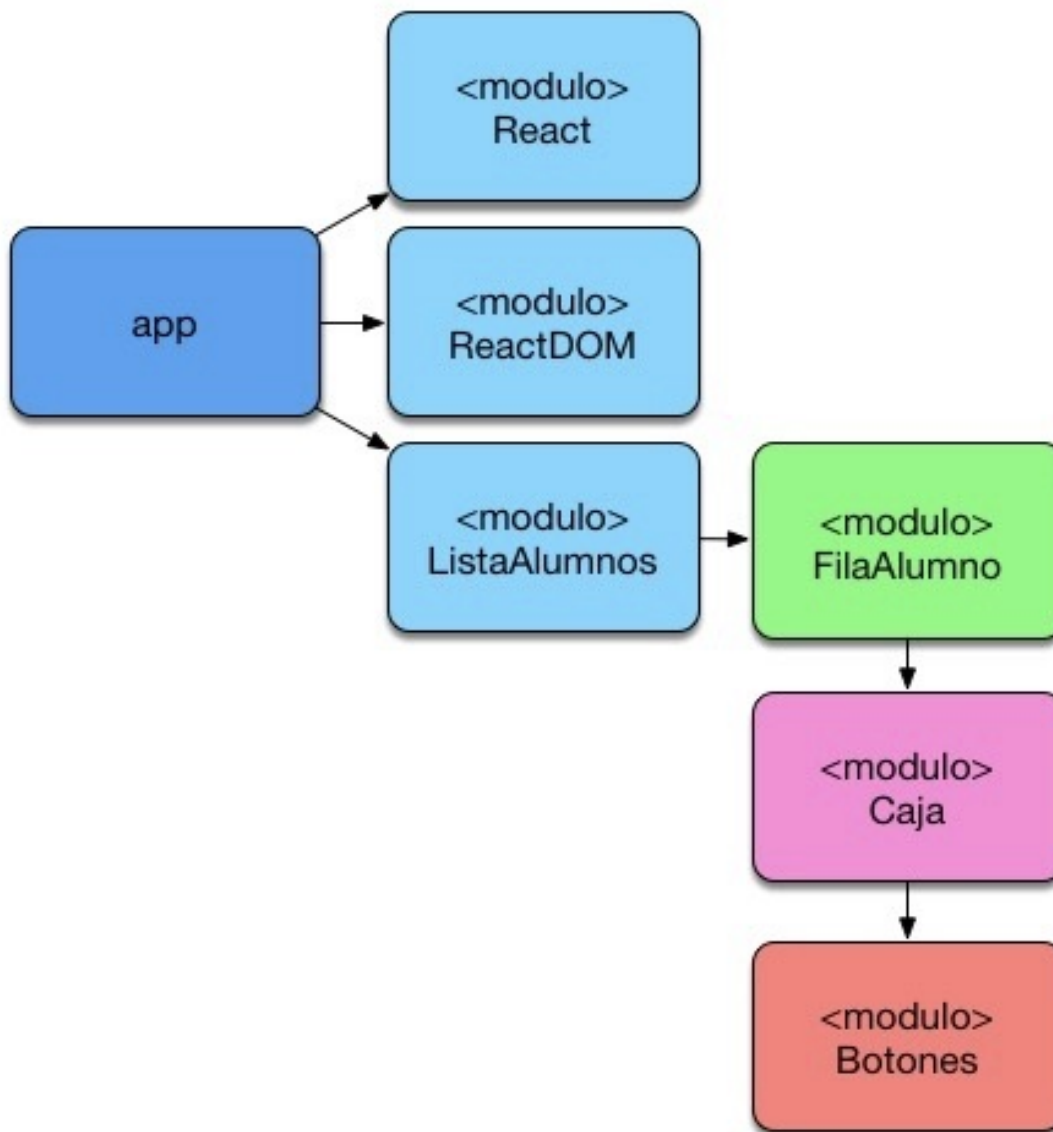 <modulo>
React
app
<modulo>
ReactDOM
<modulo>
ListaAlumnos
<modulo>
FilaAlumno
<modulo>
Caja
<modulo>
Botones